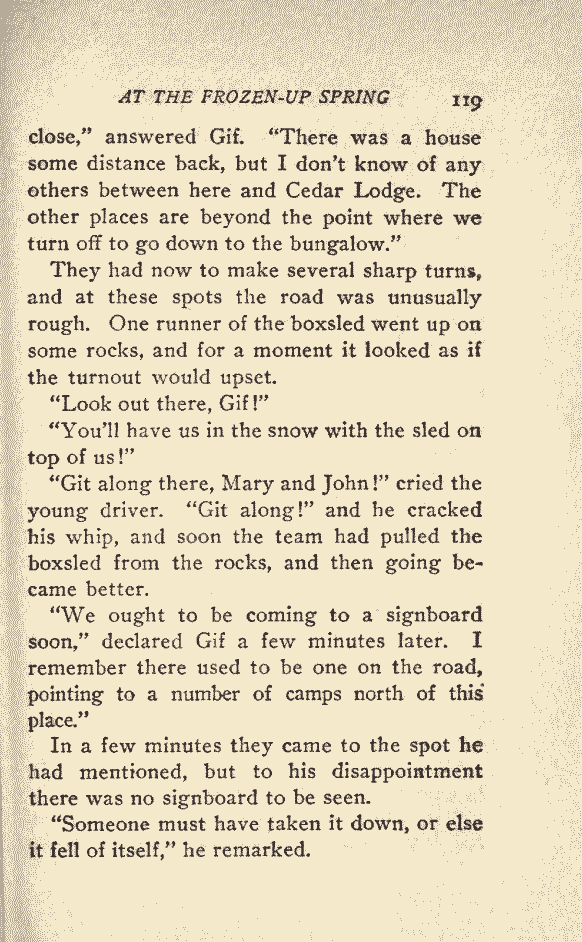 AT THE FROZEN-UP SPRING 119
close,” answered Gif. “There was a house
some distance back, but I don’t know of any
others between here and Cedar Lodge. The
other places are beyond the point where we
turn off to go down to the bungalow.”
They had now to make several sharp turns,
and at these spots the road was unusually
rough. One runner of the boxsled went up on
some rocks, and for a moment it looked as if
the turnout would upset.
“Look out there, Gif!”
“You’ll have us in the snow with the sled on
top of us!”
“Git along there, Mary and John!” cried the
young driver. “Git along!” and he cracked
his whip, and soon the team had pulled the
boxsled from the rocks, and then going be-
came better.
“We ought to be coming to a signboard
soon,” declared Gif a few minutes later. I
remember there used to be one on the road,
pointing to a number of camps north of this
place.”
In a few minutes they came to the spot he
had mentioned, but to his disappointment
there was no signboard to be seen.
“Someone must have taken it down, or else
it fell of itself,” he remarked.